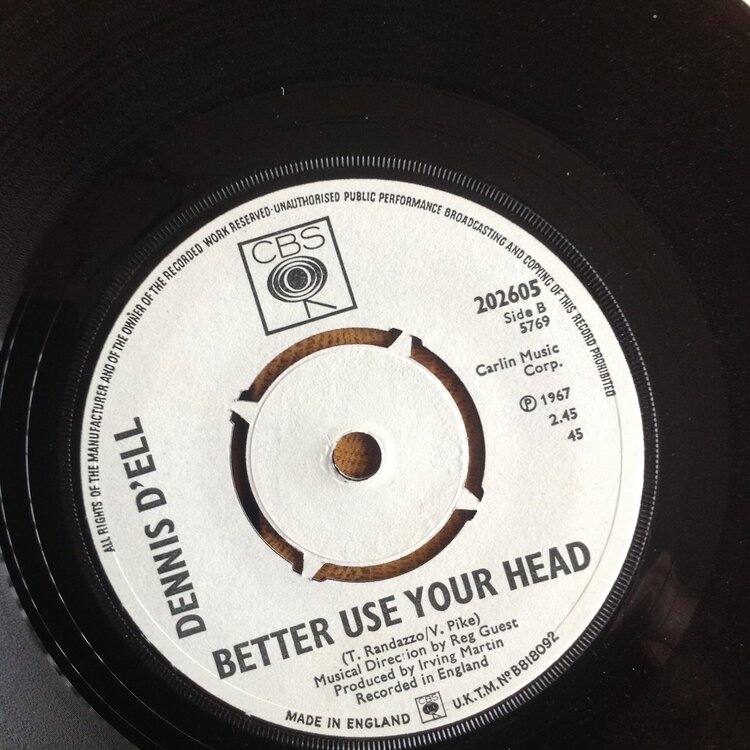 ALL RIGHTS OF THE MANUFACTURER AND OF THE OWNER OF THE RECORDED WORK RESERVED-UNAUTHORISED PUBLIC PERFORMANCE BROADCASTING AND COPYING OF THIS RECORD PROHIBITED
CBS
202605
Side B
5769
Carlin Music
Corp.
℗ 1967
2.45
45
DENNIS D'ELL
BETTER USE YOUR HEAD
(T. Randazzo/V. Pike)
Musical Direction by Reg Guest
Produced by Irving Martin
Recorded in England
MADE IN ENGLAND CBS U.K.T.M. Nº B818092